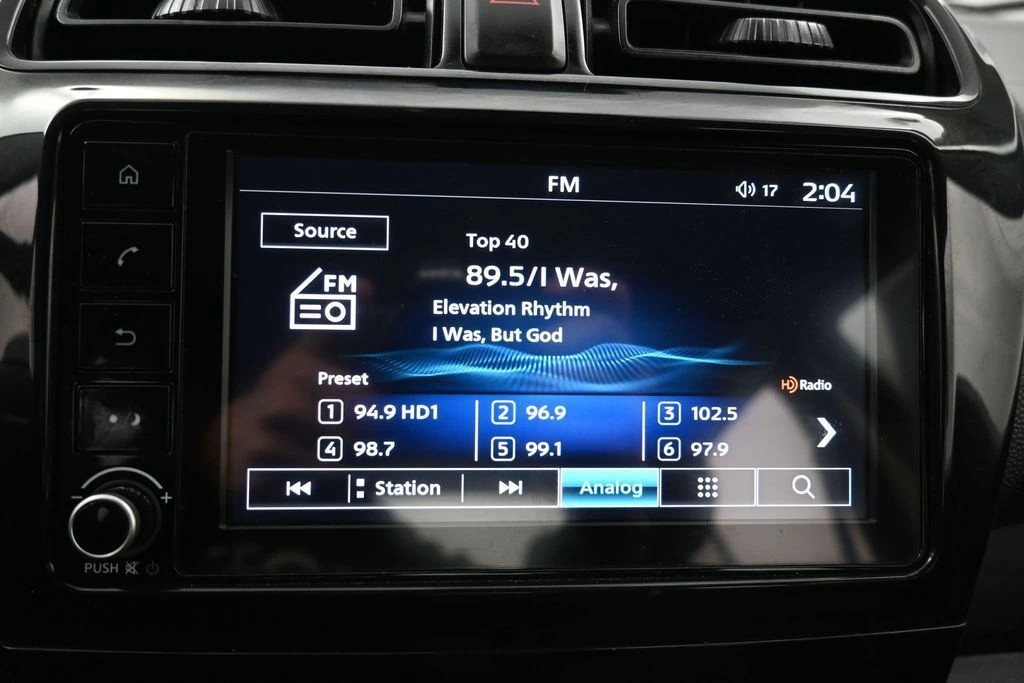 FM
17 2:04
Source
Top 40
89.5/I Was,
FM
Elevation Rhythm
I Was, But God
Preset
HD Radio
1 94.9 HD1 2 96.9 3 102.5
4 98.7 5 99.1 6 97.9
Station Analog
- +
PUSH